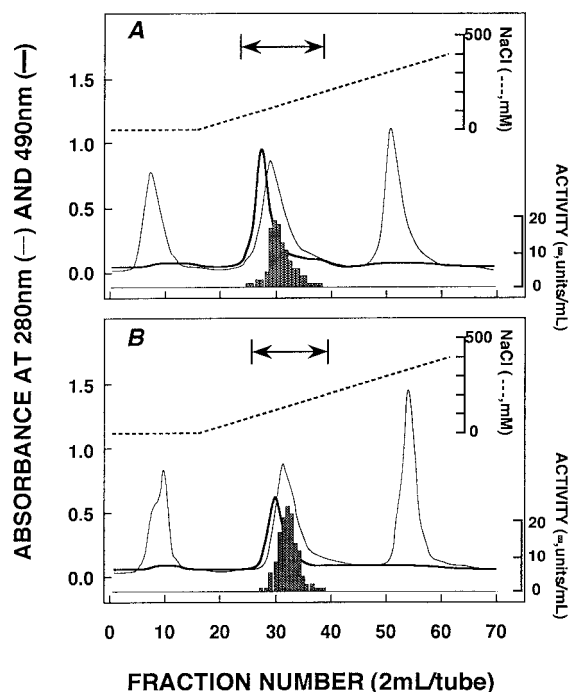 ABSORBANCE AT 280nm (—) AND 490nm (—)
A
500
0
NaCl (---,mM)
1.5
1.0
0.5
0.0
20
10
0
ACTIVITY (=,units/mL)
B
500
0
NaCl (---,mM)
1.5
1.0
0.5
0.0
20
10
0
ACTIVITY (=,units/mL)
0 10 20 30 40 50 60 70
FRACTION NUMBER (2mL/tube)